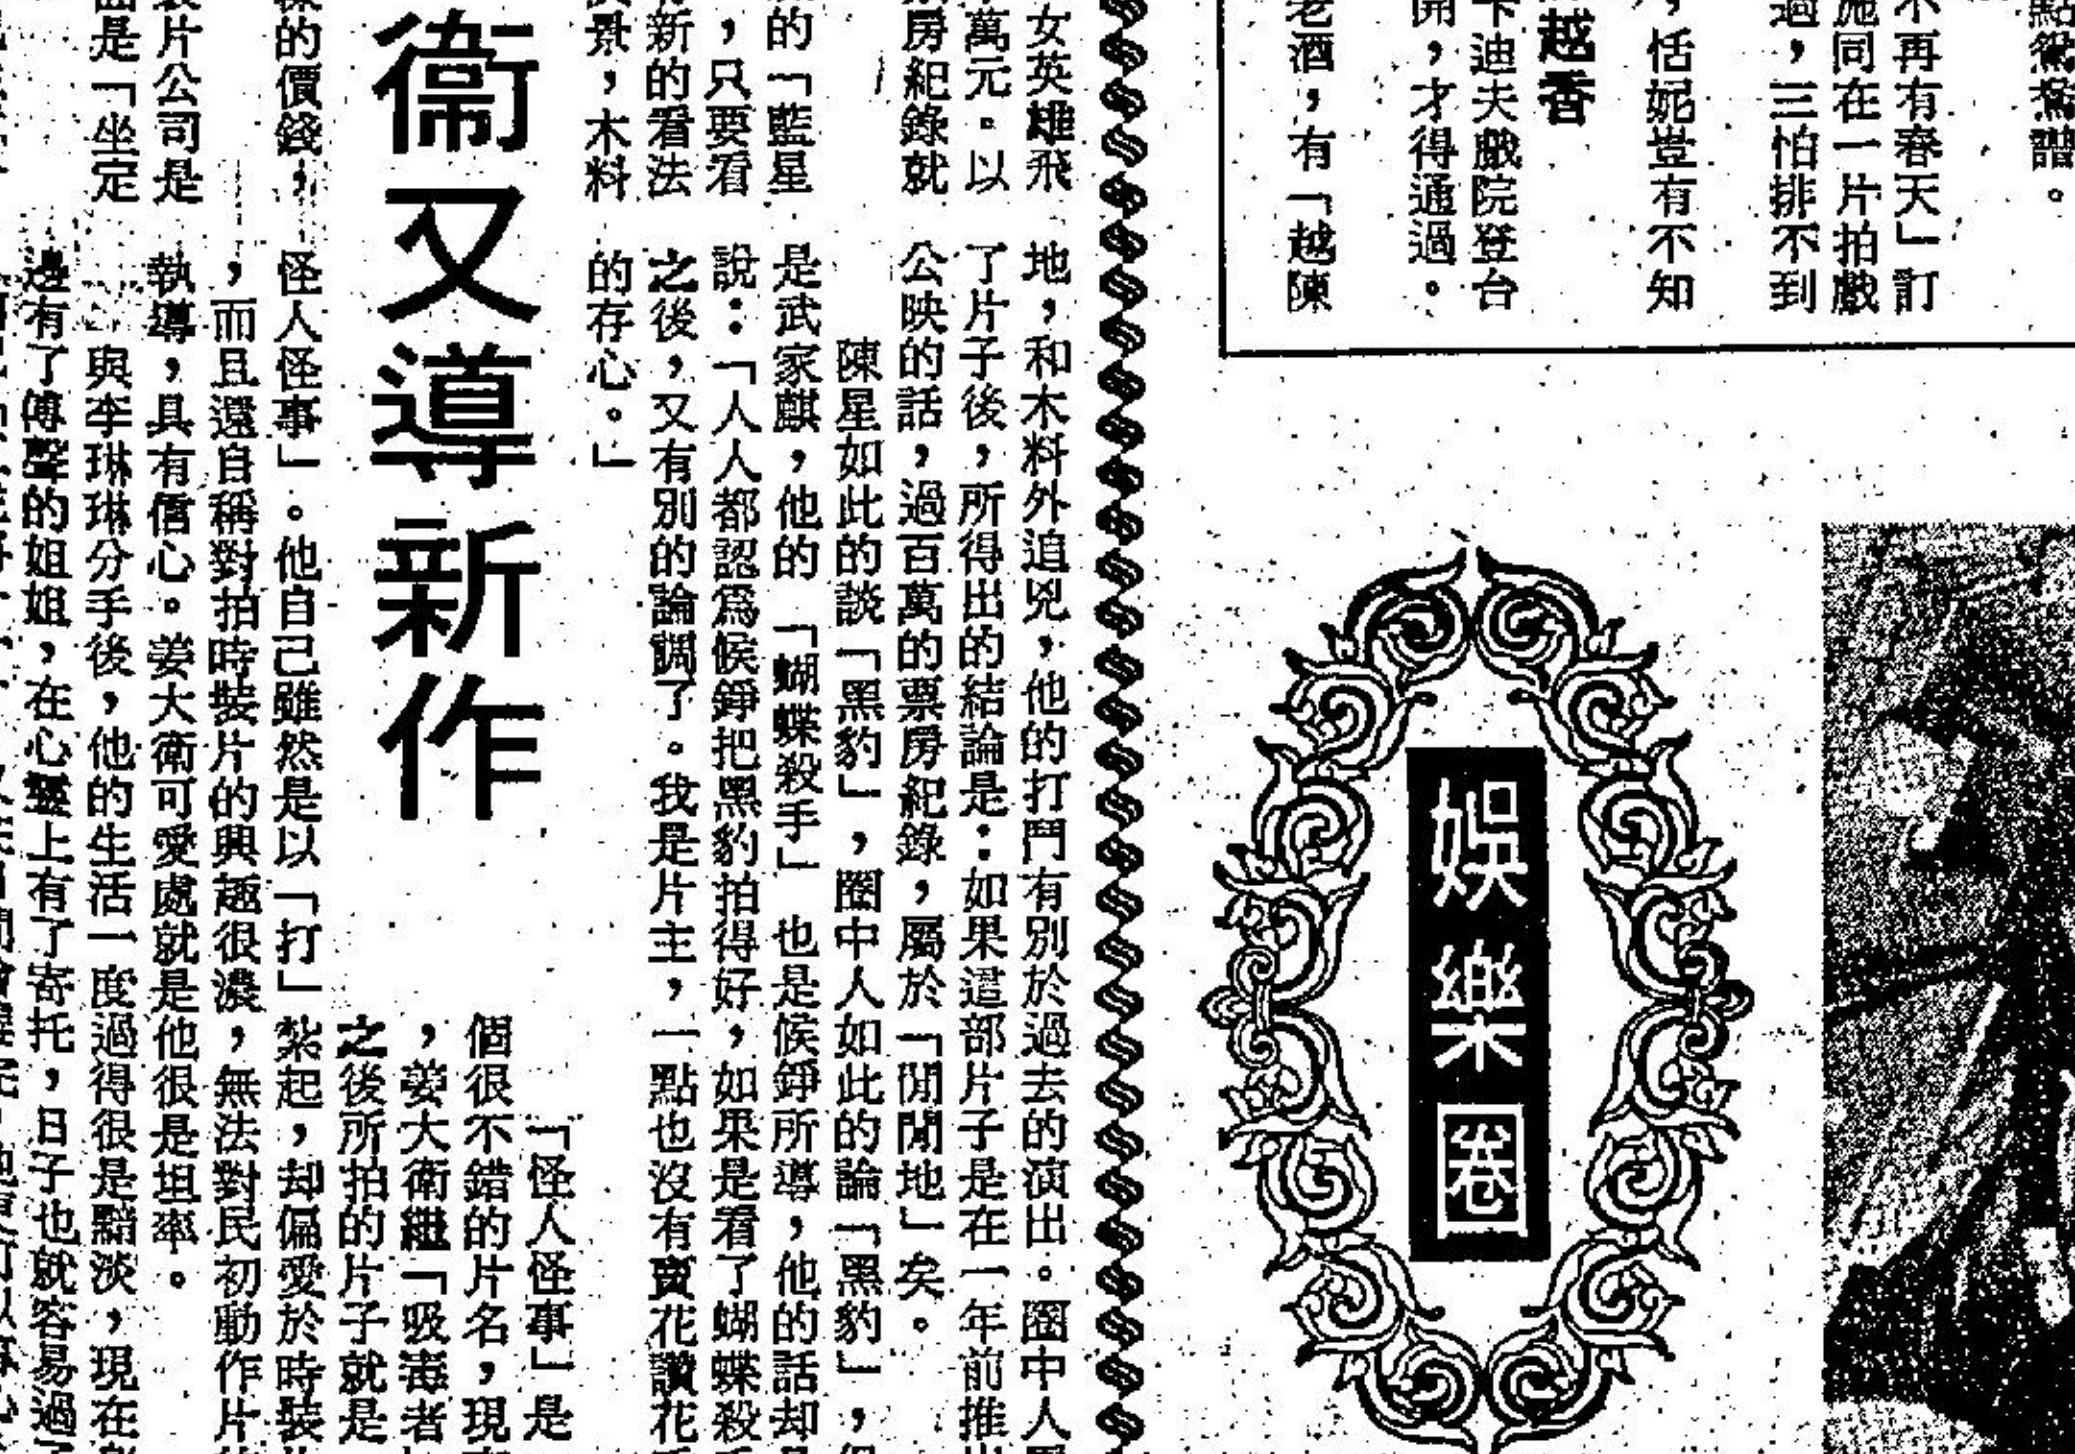 點鴛鴦譜。
不再有春天」訂
施同在一片拍戲
過,三怕排不到
,恬妮豈有不知
越香
卡迪夫戲院登台
開,才得通過。
老酒,有「越陳
娛樂圈
女英雄飛
萬元。以
房紀錄就
的「藍星
,只要看
新的看法
景,木料
地,和木料外追兇,他的打鬥有別於過去的演出。圈中人
了片子後,所得出的結論是:如果這部片子是在一年前推出
公映的話,過百萬的票房紀錄,屬於「閒閒地」矣。
陳星如此的談「黑豹」,圈中人如此的論「黑豹」,但
是武家麒,他的「蝴蝶殺手」也是侯錚所導,他的話却
說:「人人都認爲侯錚把黑豹拍得好,如果是看了蝴蝶殺
之後,又有別的論調了。我是片主,一點也沒有賣花讚花
的存心。」
衞又導新作
「怪人怪事」是
個很不錯的片名,現
,姜大衛繼「吸毒者
之後所拍的片子就是
的價錢,
製片公司是
是「坐定
怪人怪事」。他自己雖然是以「打」紮起,却偏愛於時裝
,而且還自稱對拍時裝片的興趣很濃,無法對民初動作片
執導,具有信心。姜大衛可愛處就是他很是坦率。
與李琳琳分手後,他的生活一度過得很是黯淡,現在
邊有了傅聲的姐姐,在心靈上有了寄托,日子也就容易過了